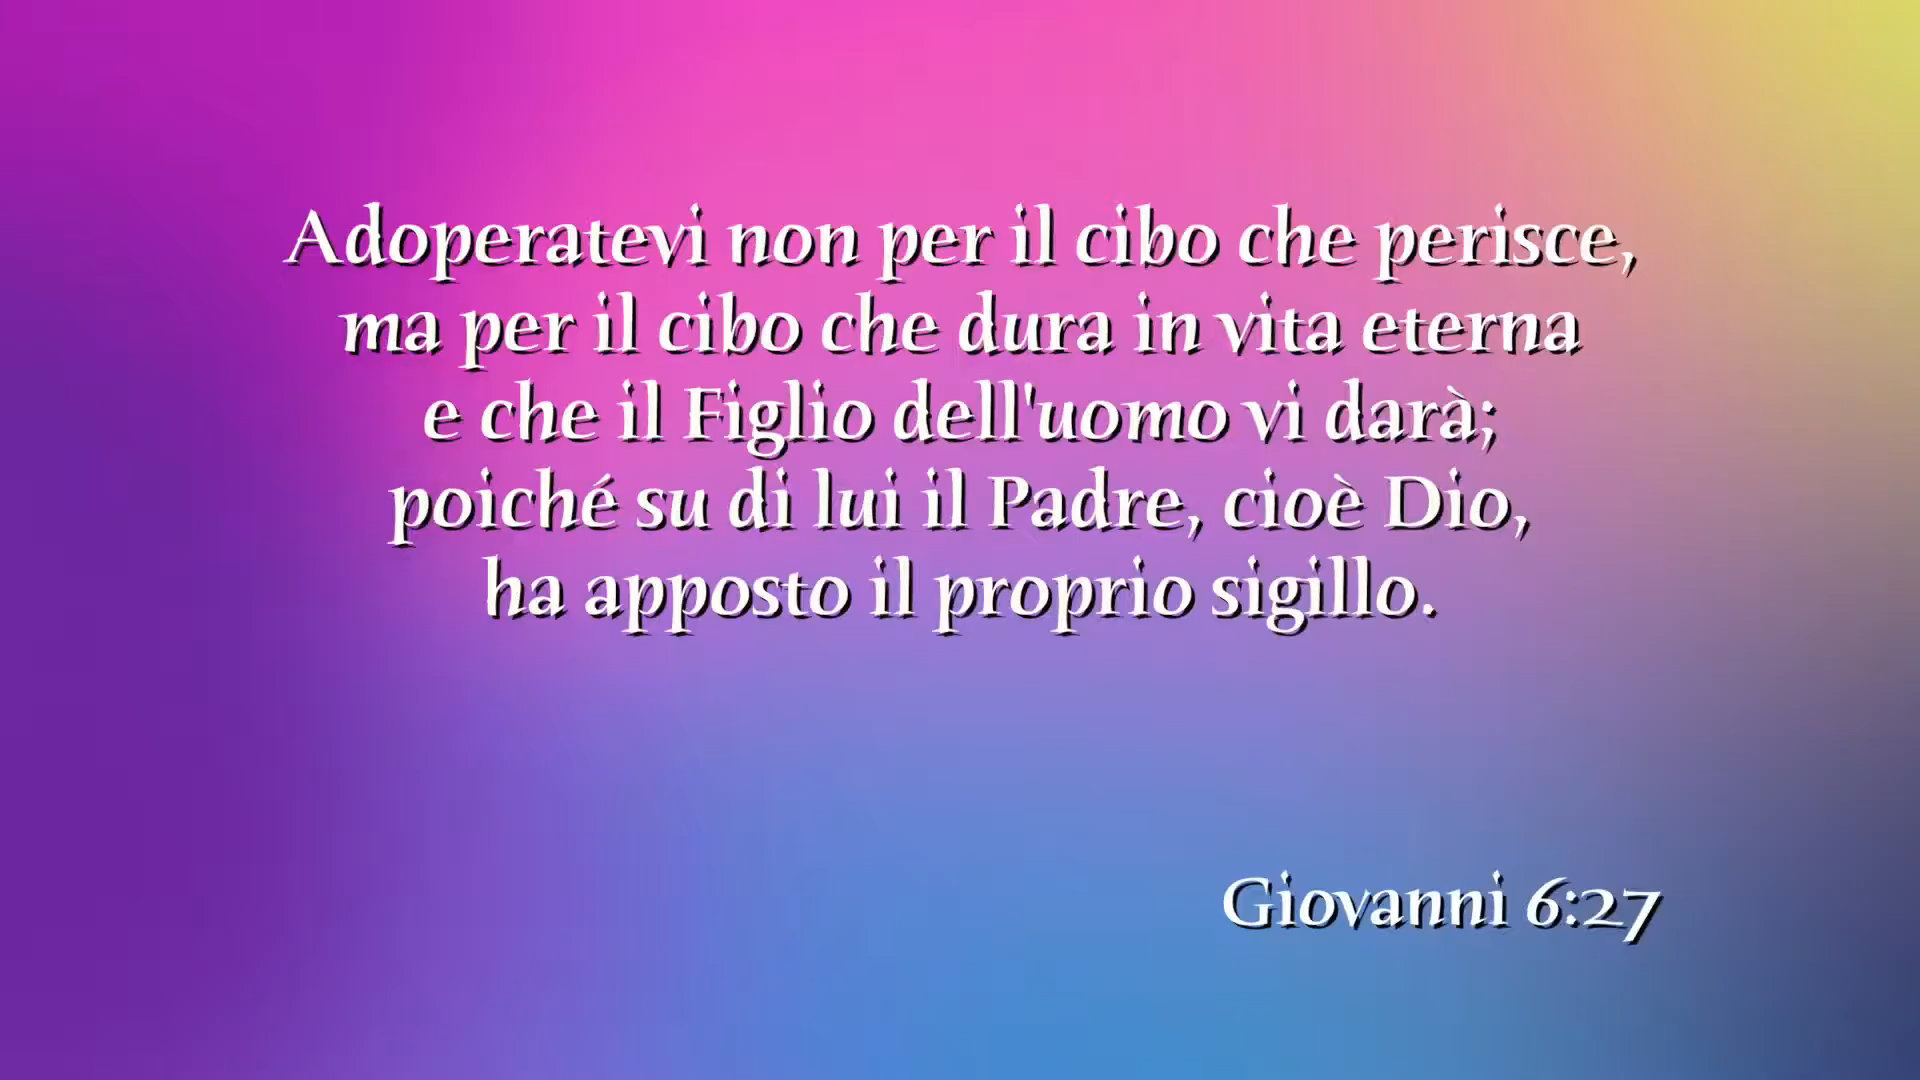 Adoperatevi non per il cibo che perisce,
ma per il cibo che dura in vita eterna
e che il Figlio dell'uomo vi darà;
poiché su di lui il Padre, cioè Dio,
ha apposto il proprio sigillo.
Giovanni 6:27